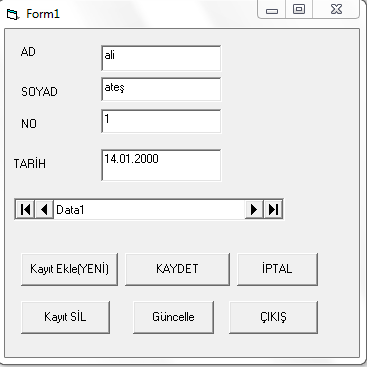 Form1
AD
ali
SOYAD
ateş
NO
1
TARİH
14.01.2000
Data1
Kayıt Ekle(YENİ)
KAYDET
İPTAL
Kayıt SİL
Güncelle
ÇIKIŞ